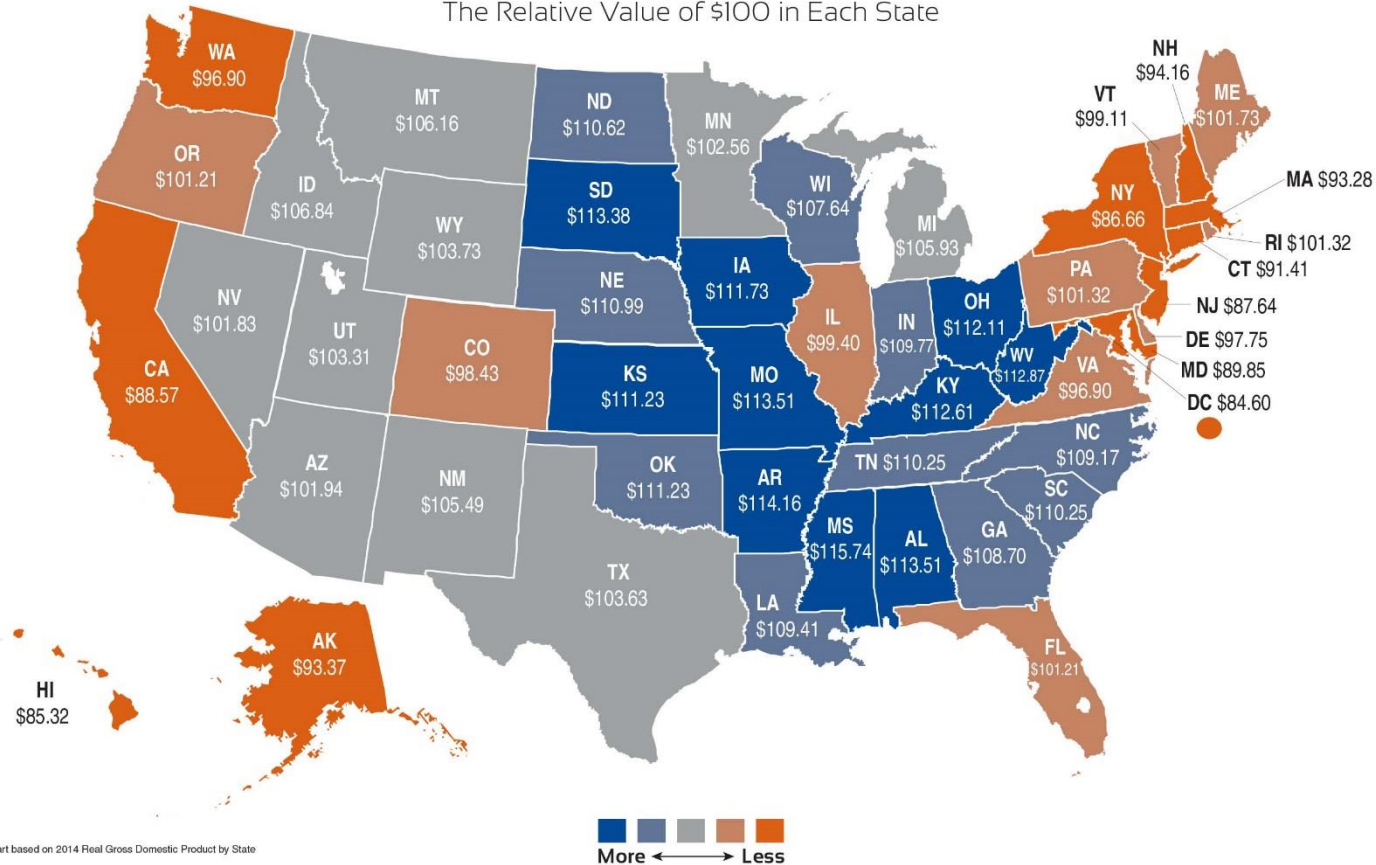 The Relative Value of $100 in Each State
WA
$96.90
OR
$101.21
CA
$88.57
ID
$106.84
NV
$101.83
MT
$106.16
WY
$103.73
UT
$103.31
AZ
$101.94
CO
$98.43
NM
$105.49
ND
$110.62
SD
$113.38
NE
$110.99
KS
$111.23
OK
$111.23
TX
$103.63
MN
$102.56
IA
$111.73
MO
$113.51
AR
$114.16
LA
$109.41
WI
$107.64
IL
$99.40
MI
$105.93
IN
$109.77
OH
$112.11
WV
$112.87
KY
$112.61
TN $110.25
MS
$115.74
AL
$113.51
GA
$108.70
FL
$101.21
SC
$110.25
NC
$109.17
VA
$96.90
PA
$101.32
NY
$86.66
VT
$99.11
NH
$94.16
ME
$101.73
MA $93.28
RI $101.32
CT $91.41
NJ $87.64
DE $97.75
MD $89.85
DC $84.60
AK
$93.37
HI
$85.32
More Less
art based on 2014 Real Gross Domestic Product by State